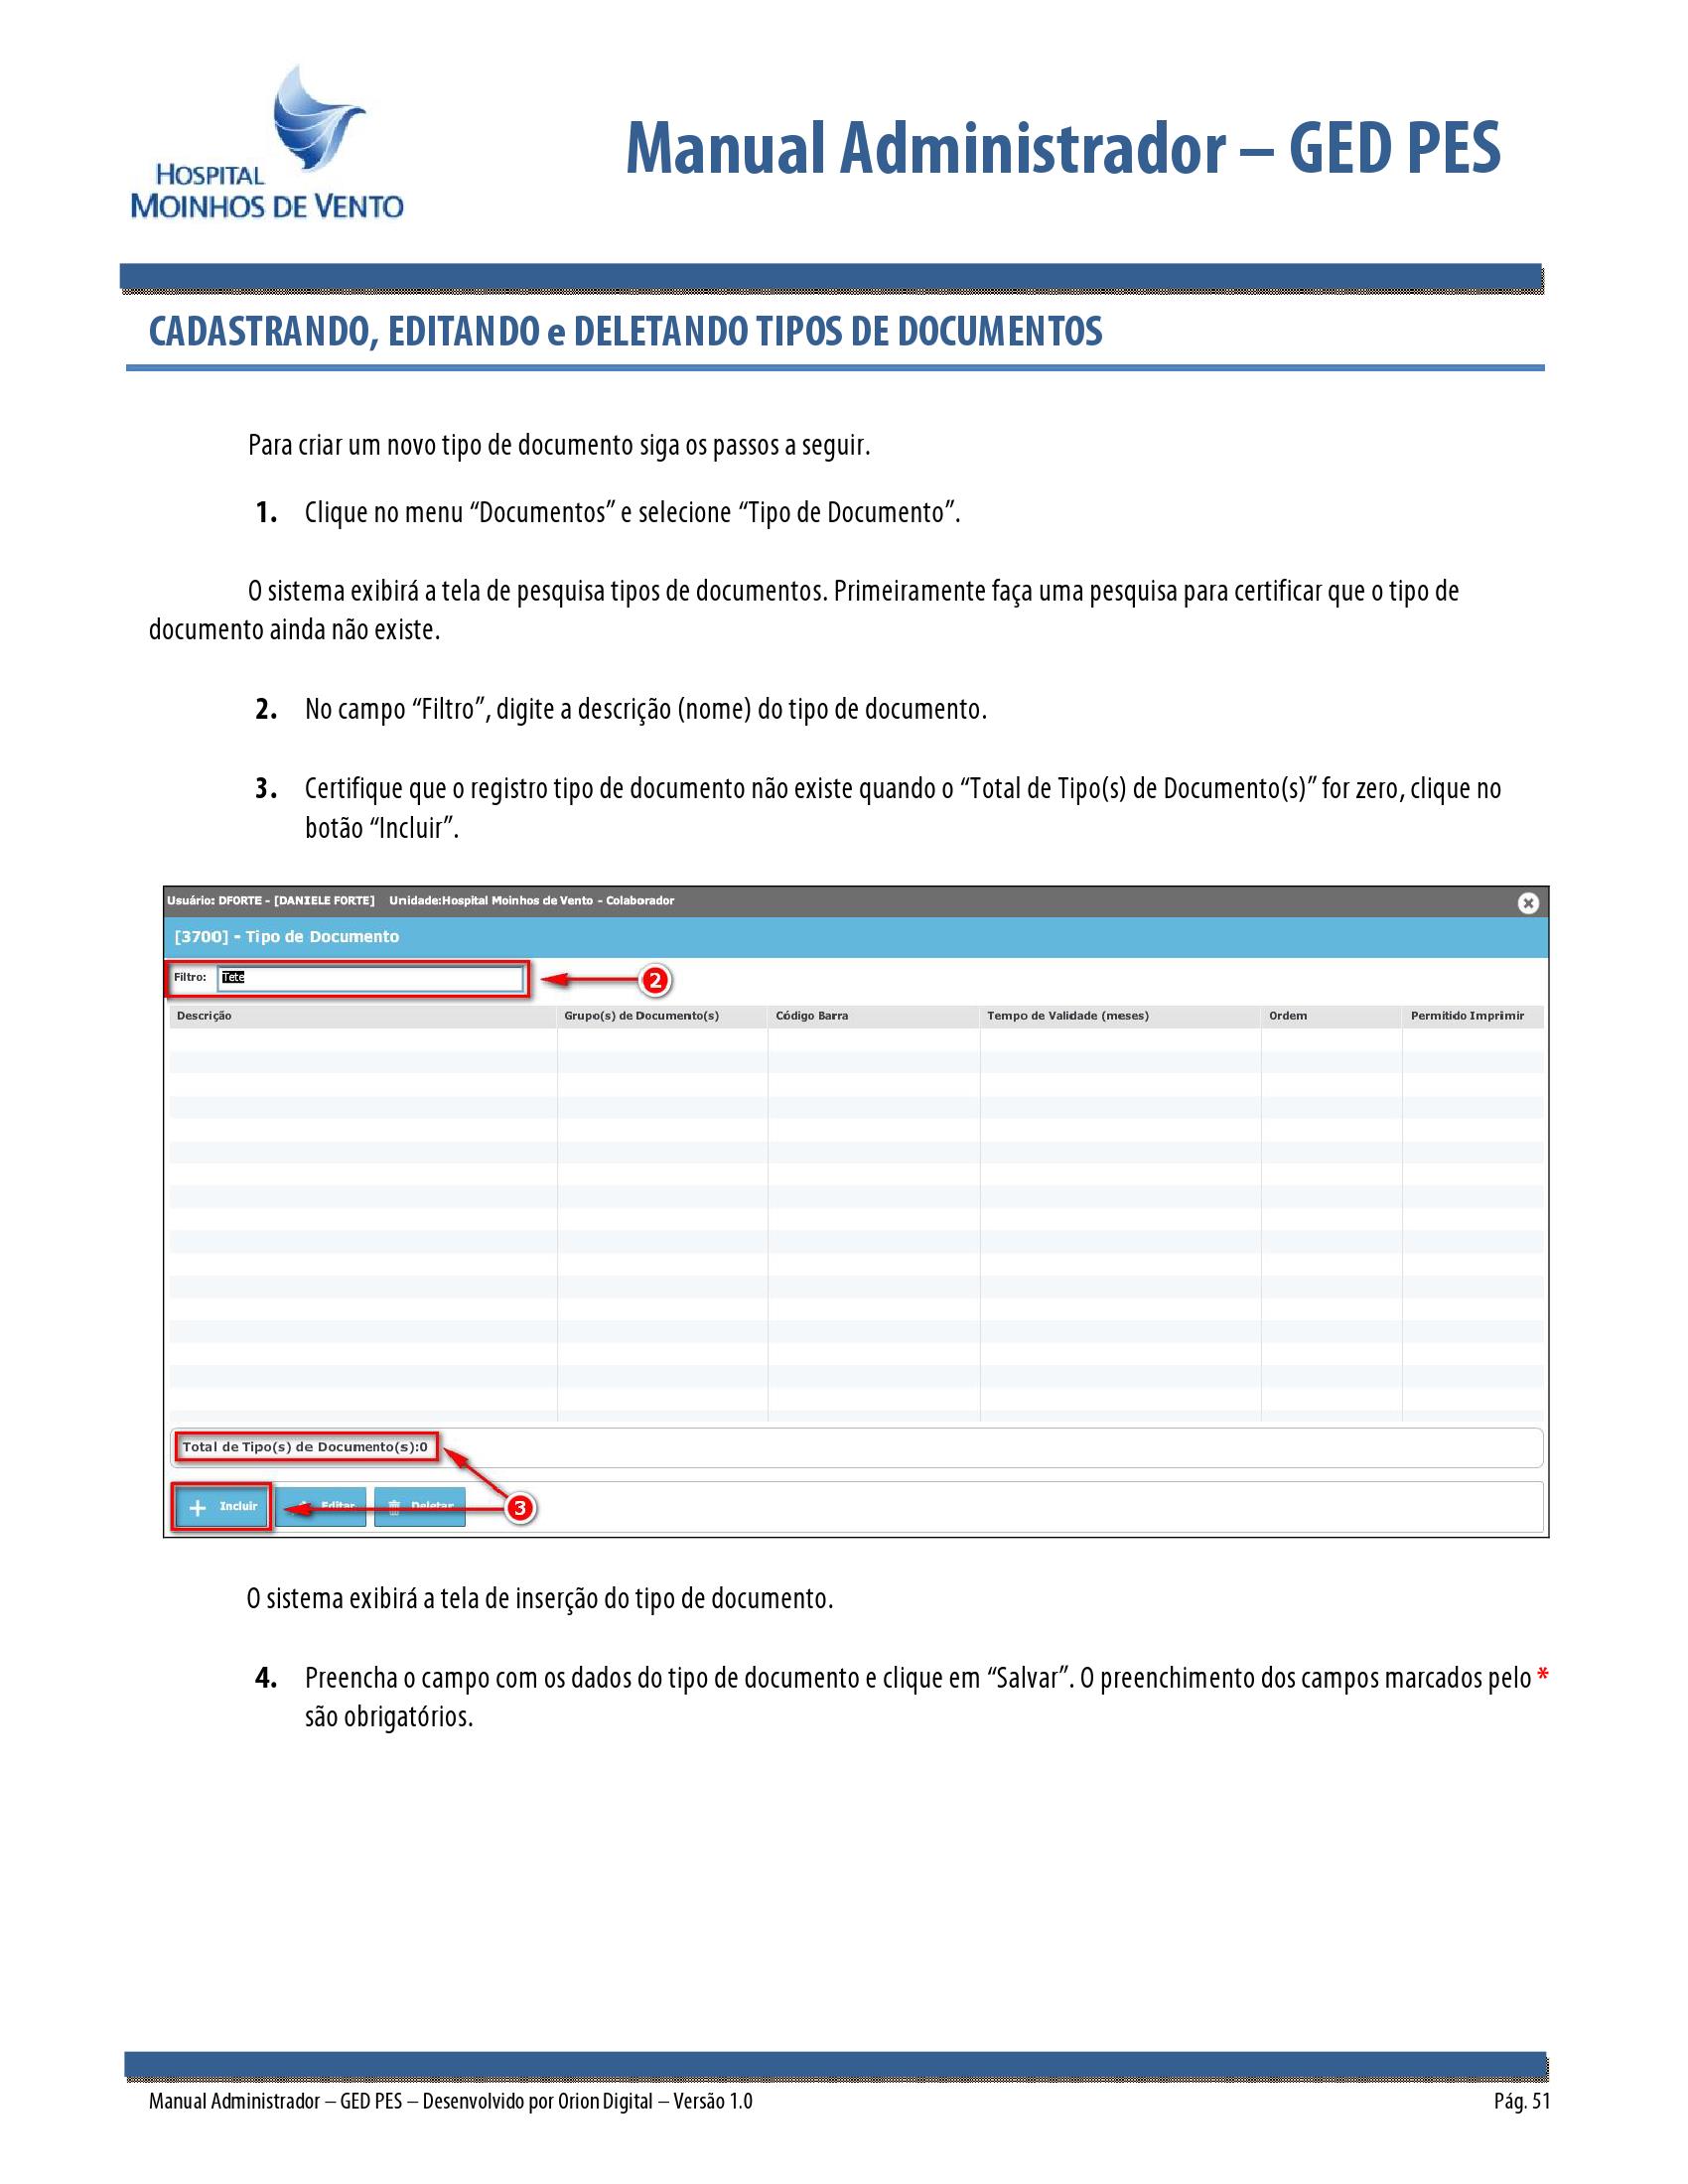 HOSPITAL
MOINHOS DE VENTO
Manual Administrador – GED PES
CADASTRANDO, EDITANDO e DELETANDO TIPOS DE DOCUMENTOS
Para criar um novo tipo de documento siga os passos a seguir.
1. Clique no menu “Documentos” e selecione “Tipo de Documento”.
O sistema exibirá a tela de pesquisa tipos de documentos. Primeiramente faça uma pesquisa para certificar que o tipo de
documento ainda não existe.
2. No campo “Filtro”, digite a descrição (nome) do tipo de documento.
3. Certifique que o registro tipo de documento não existe quando o “Total de Tipo(s) de Documento(s)” for zero, clique no
botão “Incluir”.
Usuário: DFORTE - [DANIELE FORTE] Unidade:Hospital Moinhos de Vento - Colaborador
[3700] - Tipo de Documento
Filtro: Tete
2
Descrição Grupo(s) de Documento(s) Código Barra Tempo de Validade (meses) Ordem Permitido Imprimir
Total de Tipo(s) de Documento(s):0
Incluir Editar Deletar 3
O sistema exibirá a tela de inserção do tipo de documento.
4. Preencha o campo com os dados do tipo de documento e clique em “Salvar”. O preenchimento dos campos marcados pelo *
são obrigatórios.
Manual Administrador – GED PES – Desenvolvido por Orion Digital – Versão 1.0 Pág. 51